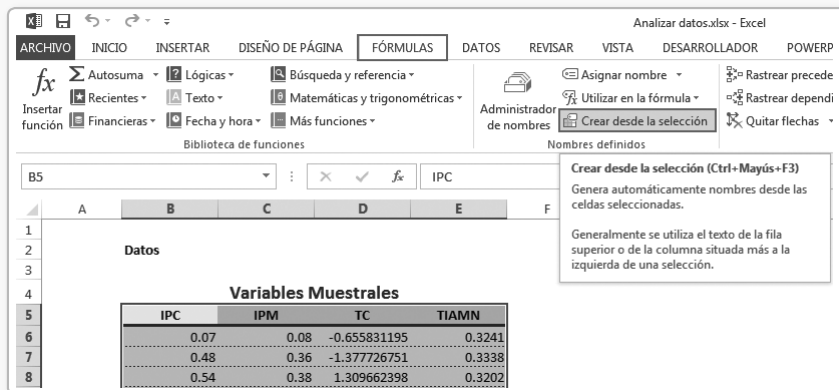 Analizar datos.xlsx - Excel
ARCHIVO INICIO INSERTAR DISEÑO DE PÁGINA FÓRMULAS DATOS REVISAR VISTA DESARROLLADOR POWERP
fx Insertar función
Σ Autosuma Lógicas Búsqueda y referencia
Recientes Texto Matemáticas y trigonométricas
Financieras Fecha y hora Más funciones
Biblioteca de funciones
Administrador de nombres
Asignar nombre
Utilizar en la fórmula
Crear desde la selección
Nombres definidos
Rastrear precede
Rastrear dependi
Quitar flechas
B5 fx IPC
Crear desde la selección (Ctrl+Mayús+F3)
Genera automáticamente nombres desde las
celdas seleccionadas.
Generalmente se utiliza el texto de la fila
superior o de la columna situada más a la
izquierda de una selección.
A B C D E F
1
2 Datos
3
4 Variables Muestrales
5 IPC IPM TC TIAMN
6 0.07 0.08 -0.655831195 0.3241
7 0.48 0.36 -1.377726751 0.3338
8 0.54 0.38 1.309662398 0.3202